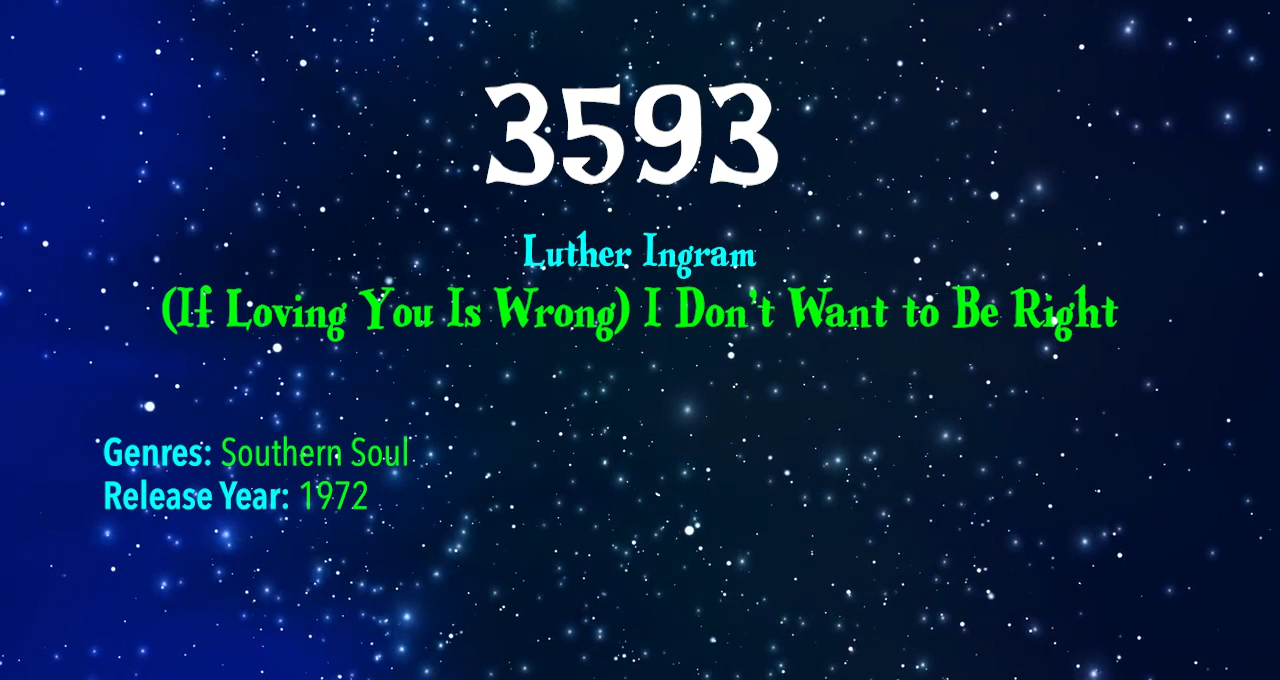 3593
Luther Ingram
(If Loving You Is Wrong) I Don't Want to Be Right
Genres: Southern Soul
Release Year: 1972